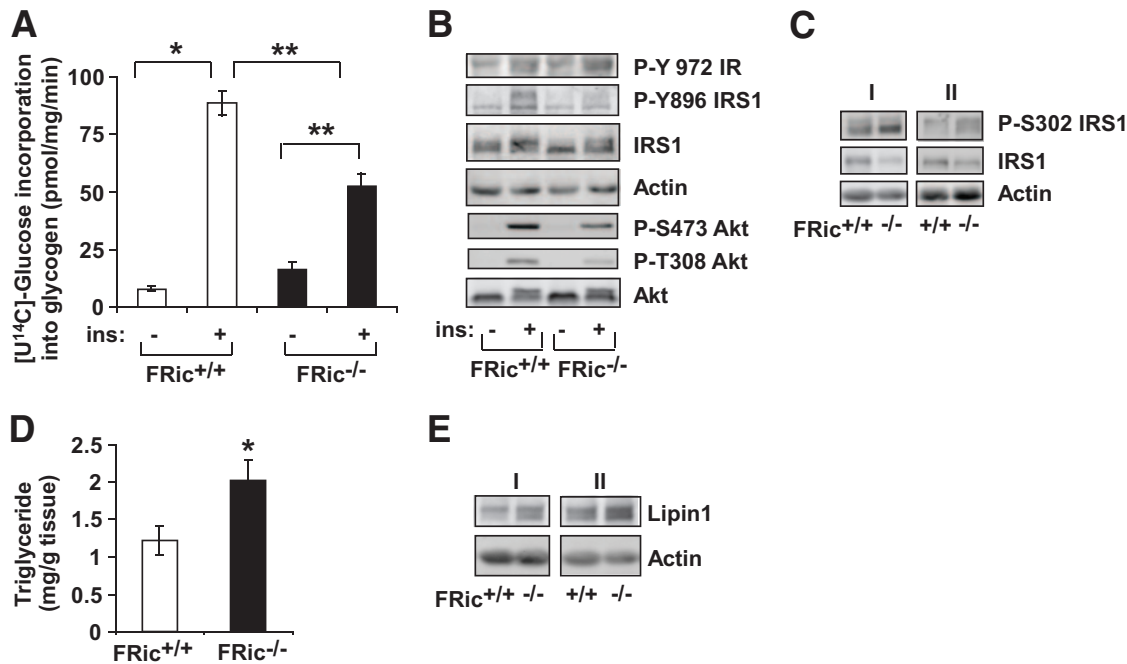 A
[U¹⁴C]-Glucose incorporation
into glycogen (pmol/mg/min)
100
75
50
25
0
*
**
**
ins: - + - +
FRic+/+ FRic-/-
B
P-Y 972 IR
P-Y896 IRS1
IRS1
Actin
P-S473 Akt
P-T308 Akt
Akt
ins: - + - +
FRic+/+ FRic-/-
C
I II
P-S302 IRS1
IRS1
Actin
FRic+/+ -/- +/+ -/-
D
Triglyceride
(mg/g tissue)
2.5
2
1.5
1
0.5
0
*
FRic+/+ FRic-/-
E
I II
Lipin1
Actin
FRic+/+ -/- +/+ -/-